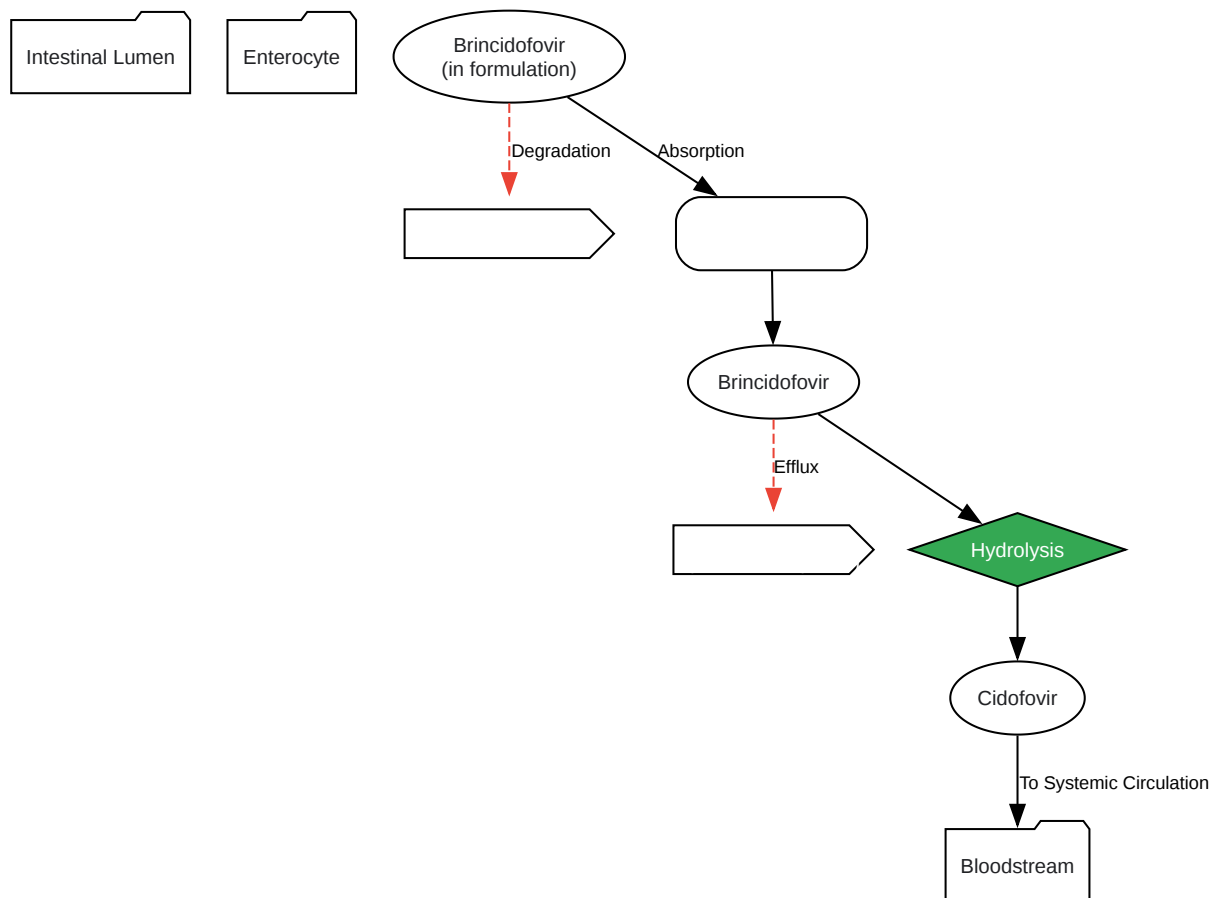 Intestinal Lumen
Enterocyte
Brincidofovir
(in formulation)
Degradation
Absorption
Brincidofovir
Efflux
Hydrolysis
Cidofovir
To Systemic Circulation
Bloodstream